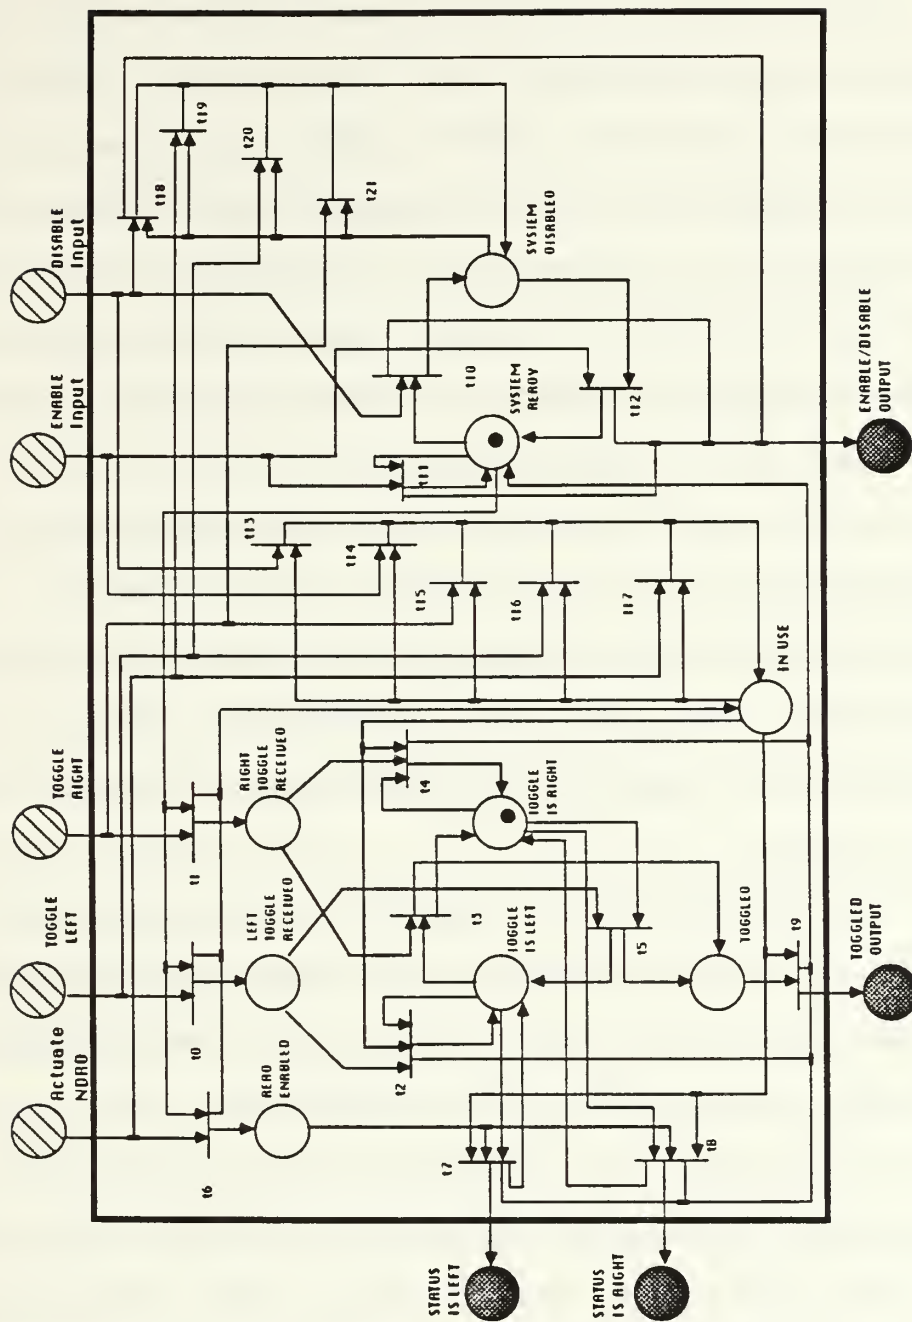 Actuate
NDRO
TOGGLE
LEFT
TOGGLE
RIGHT
ENABLE
Input
DISABLE
Input
t6
t0
t1
t13
t14
t15
t16
t17
t18
t19
t20
t21
READ
ENABLED
LEFT
TOGGLE
RECEIVED
RIGHT
TOGGLE
RECEIVED
t2
t3
t4
t10
t11
t12
TOGGLE
IS LEFT
TOGGLE
IS RIGHT
SYSTEM
READY
SYSTEM
DISABLED
t7
t8
t5
TOGGLED
IN USE
t9
STATUS
IS LEFT
STATUS
IS RIGHT
TOGGLED
OUTPUT
ENABLE/DISABLE
OUTPUT